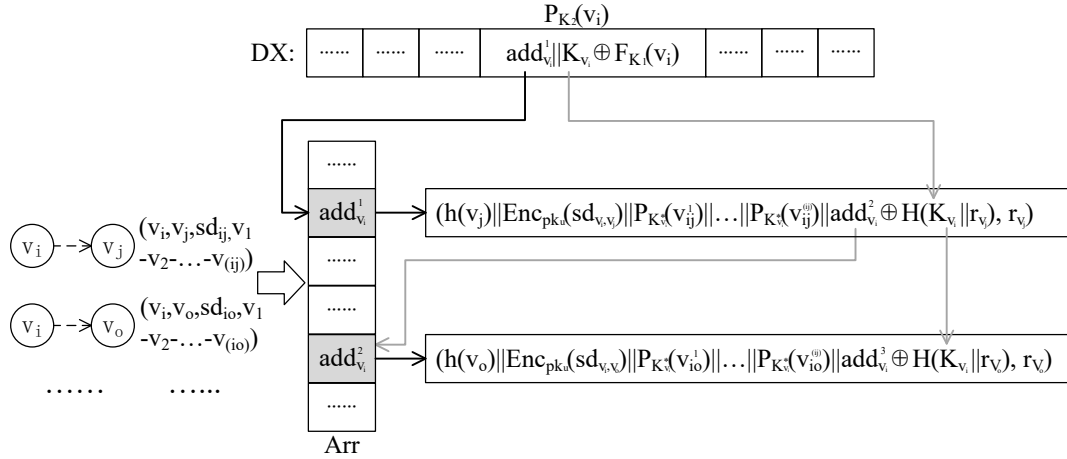 P_{K_2}(v_i)
DX: ...... ...... ...... add^1_{v_i}||K_{v_i}⊕F_{K_1}(v_i) ...... ...... ......
......
add^1_{v_i} (h(v_j)||Enc_{pk_u}(sd_{v_i,v_j})||P_{K^*_{v_i}}(v^1_{ij})||…||P_{K^*_{v_i}}(v^{(ij)}_{ij})||add^2_{v_i}⊕H(K_{v_i}||r_{v_j}), r_{v_j})
v_i v_j (v_i,v_j,sd_{ij},v_1
-v_2-…-v_{(ij)})
......
......
v_i v_o (v_i,v_o,sd_{io},v_1
-v_2-…-v_{(io)})
add^2_{v_i} (h(v_o)||Enc_{pk_u}(sd_{v_i,v_o})||P_{K^*_{v_i}}(v^1_{io})||…||P_{K^*_{v_i}}(v^{(ij)}_{io})||add^3_{v_i}⊕H(K_{v_i}||r_{v_o}), r_{v_o})
...... ......
......
Arr